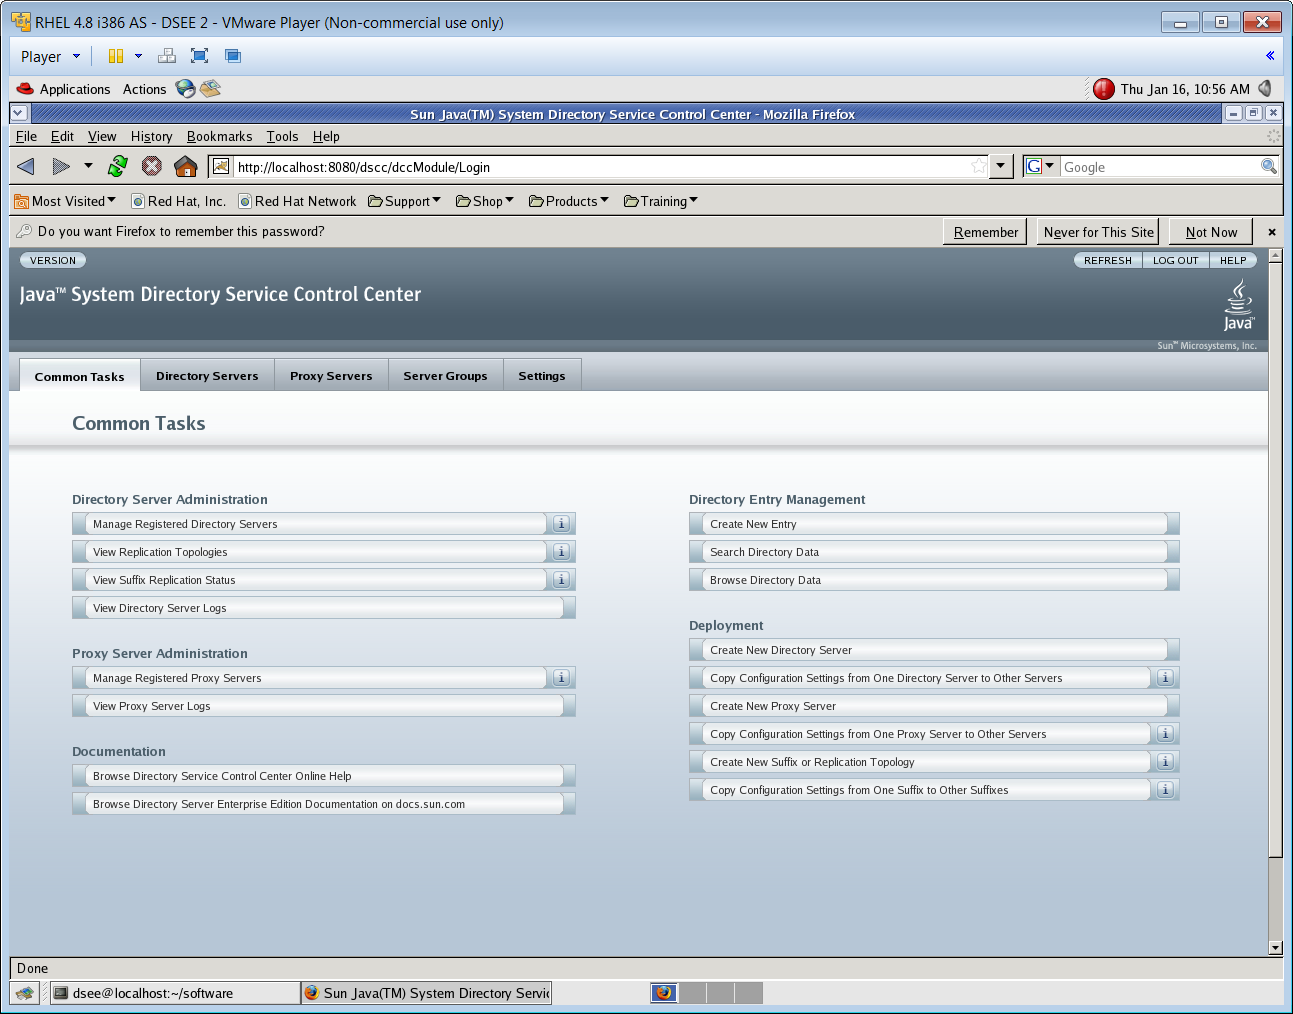 RHEL 4.8 i386 AS - DSEE 2 - VMware Player (Non-commercial use only)
Player
Applications Actions
Thu Jan 16, 10:56 AM
Sun Java(TM) System Directory Service Control Center - Mozilla Firefox
File Edit View History Bookmarks Tools Help
http://localhost:8080/dscc/dccModule/Login
G Google
Most Visited Red Hat, Inc. Red Hat Network Support Shop Products Training
Do you want Firefox to remember this password?
Remember Never for This Site Not Now
VERSION
REFRESH LOG OUT HELP
Java™ System Directory Service Control Center
Java™
Sun™ Microsystems, Inc.
Common Tasks Directory Servers Proxy Servers Server Groups Settings
Common Tasks
Directory Server Administration
Manage Registered Directory Servers
View Replication Topologies
View Suffix Replication Status
View Directory Server Logs
Proxy Server Administration
Manage Registered Proxy Servers
View Proxy Server Logs
Documentation
Browse Directory Service Control Center Online Help
Browse Directory Server Enterprise Edition Documentation on docs.sun.com
Directory Entry Management
Create New Entry
Search Directory Data
Browse Directory Data
Deployment
Create New Directory Server
Copy Configuration Settings from One Directory Server to Other Servers
Create New Proxy Server
Copy Configuration Settings from One Proxy Server to Other Servers
Create New Suffix or Replication Topology
Copy Configuration Settings from One Suffix to Other Suffixes
Done
dsee@localhost:~/software
Sun Java(TM) System Directory Servic